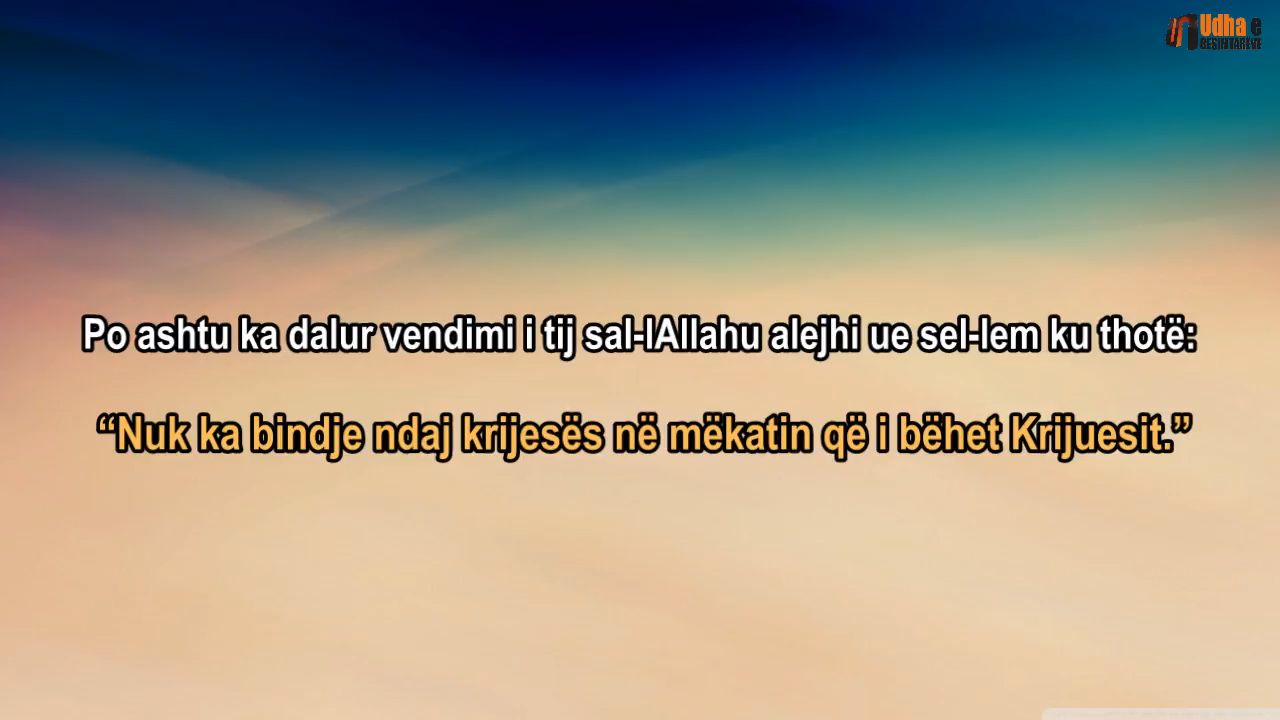 Udha e
BESIMTARËVE
Po ashtu ka dalur vendimi i tij sal-lAllahu alejhi ue sel-lem ku thotë:
“Nuk ka bindje ndaj krijesës në mëkatin që i bëhet Krijuesit.”